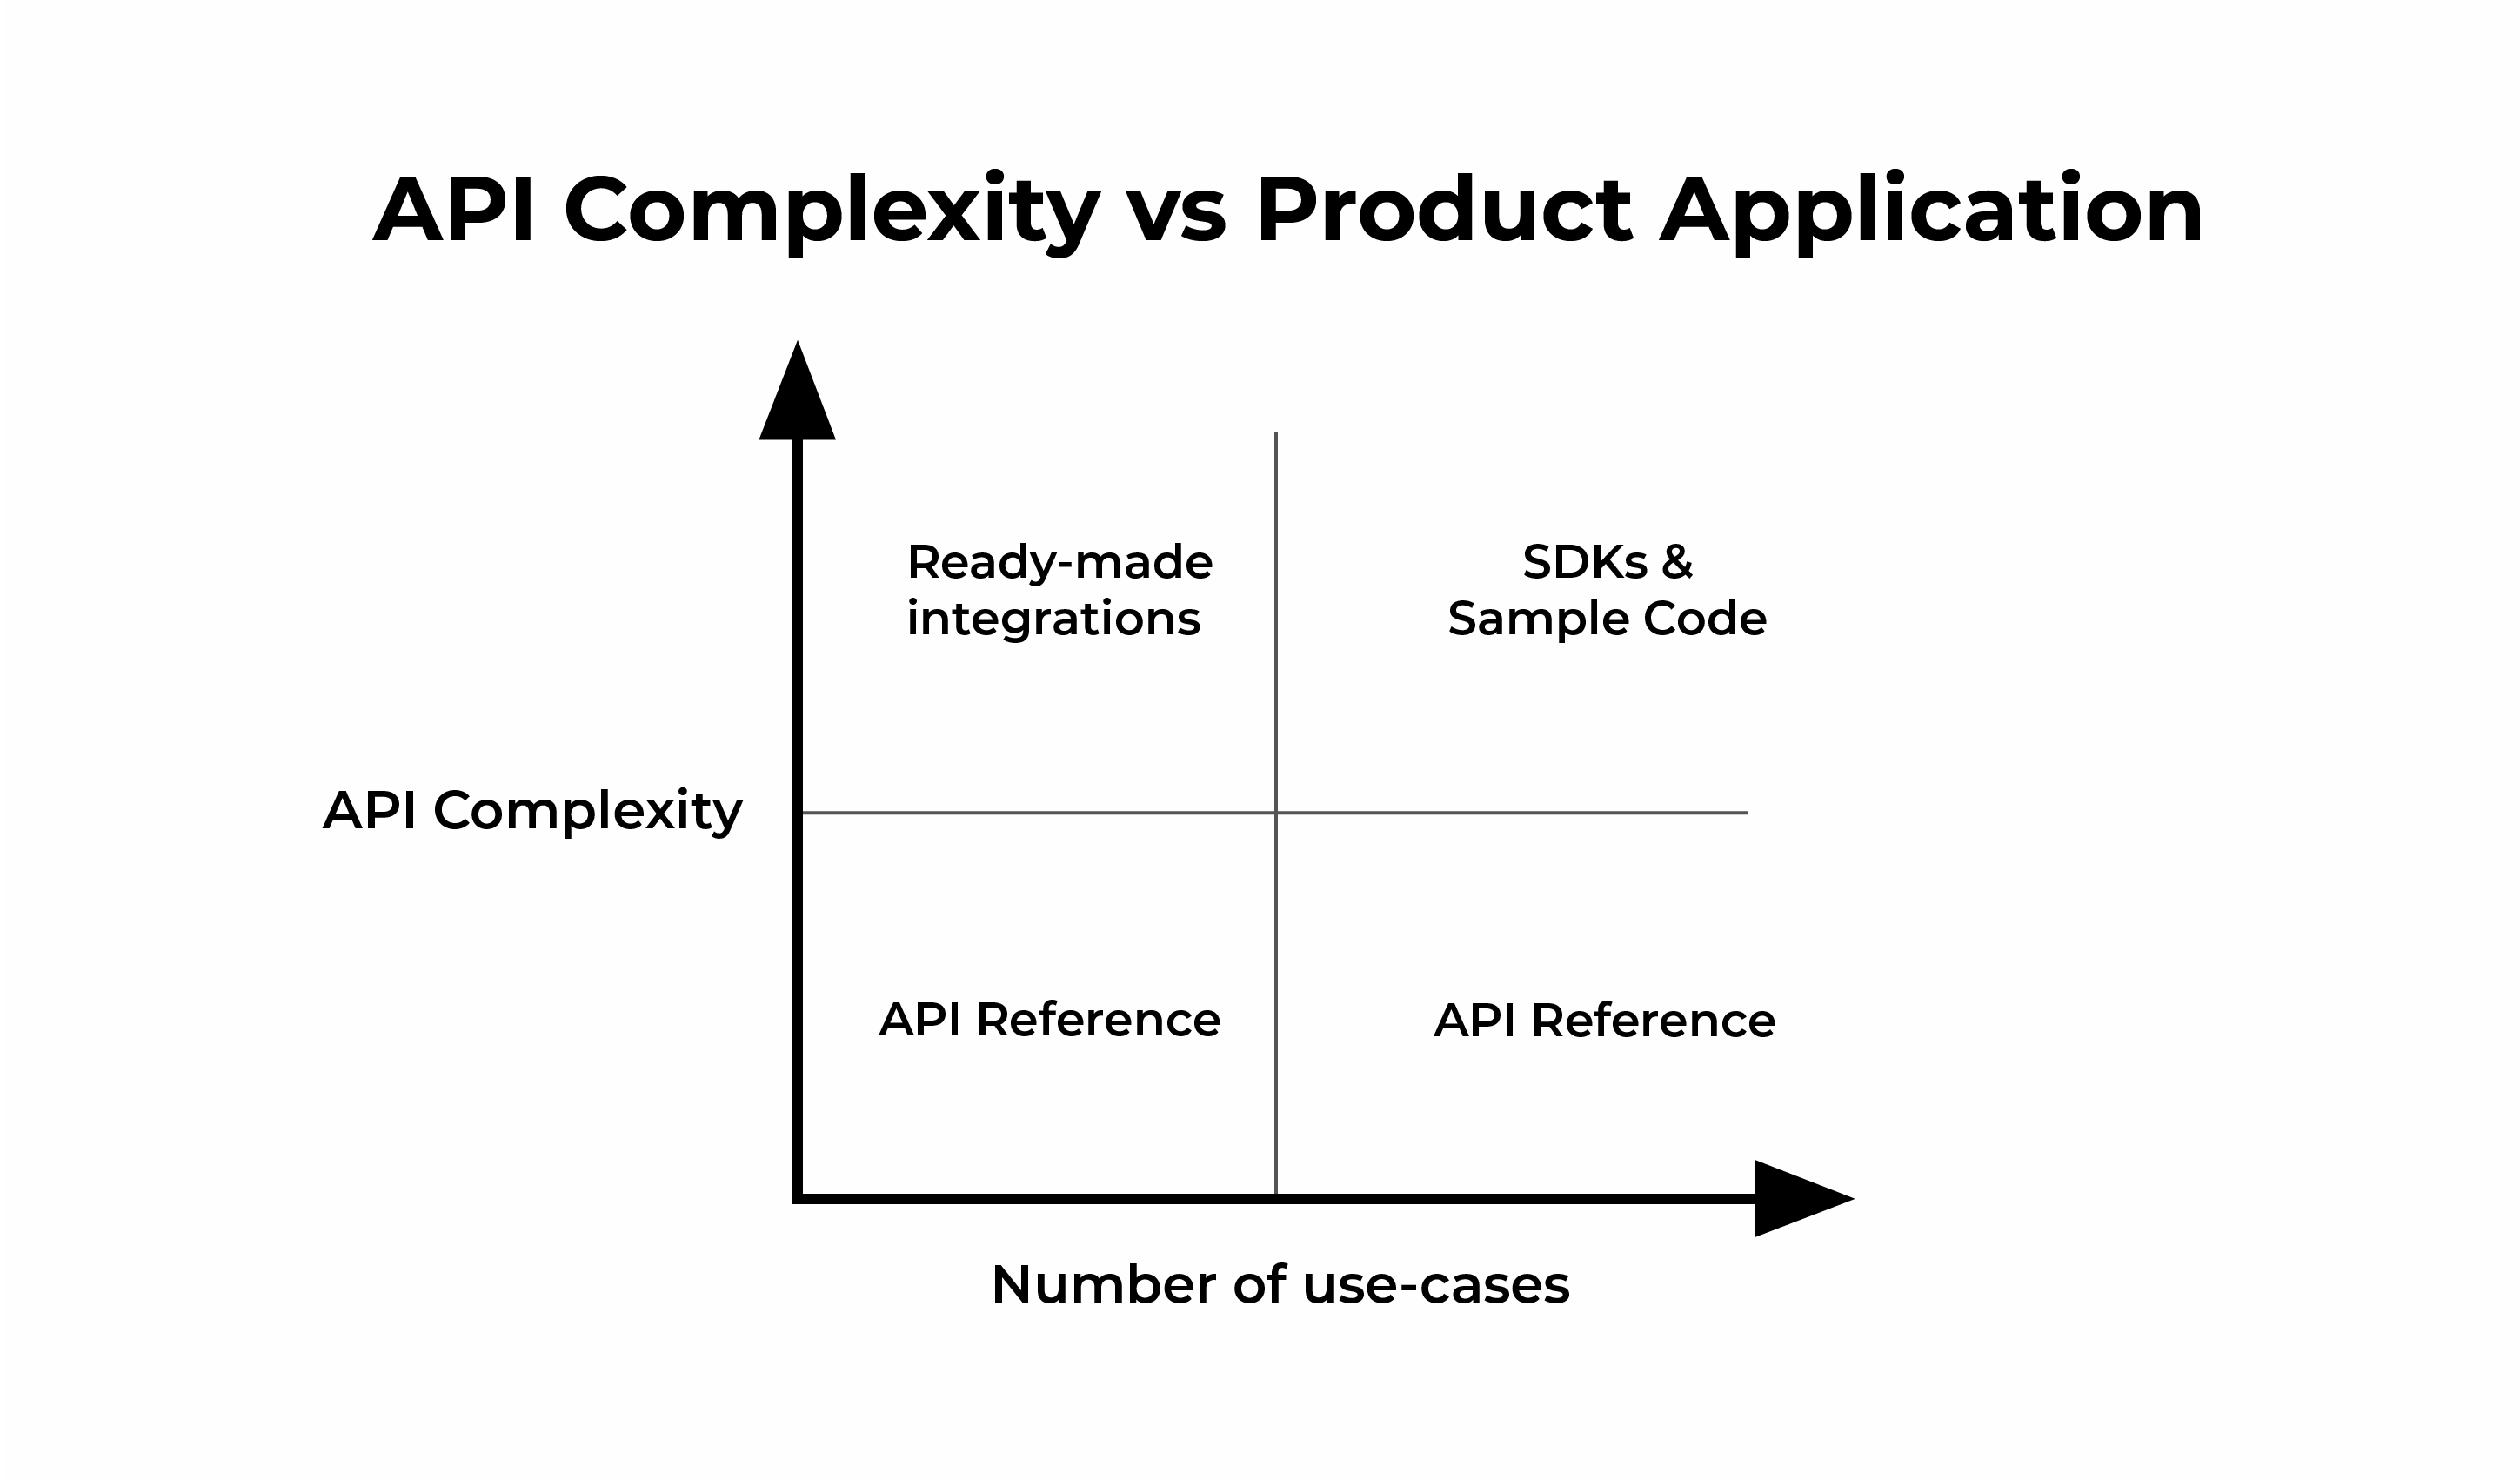 API Complexity vs Product Application
Ready-made
integrations
SDKs &
Sample Code
API Complexity
API Reference
API Reference
Number of use-cases